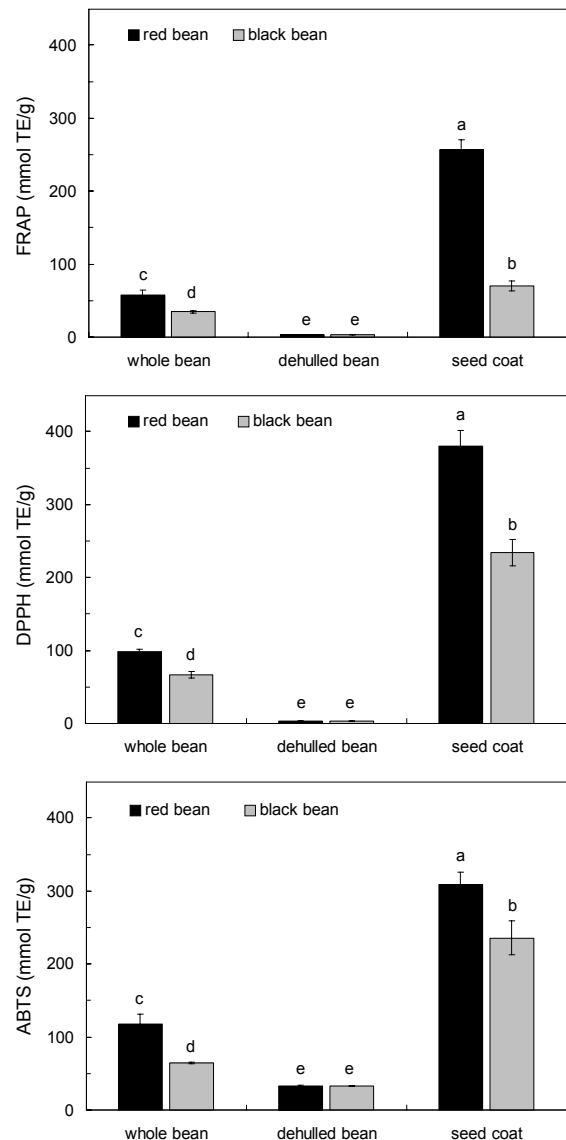 red bean black bean
400
300
200
100
0
FRAP (mmol TE/g)
a
b
c
d
e e
whole bean dehulled bean seed coat
red bean black bean
400
300
200
100
0
DPPH (mmol TE/g)
a
b
c
d
e e
whole bean dehulled bean seed coat
red bean black bean
400
300
200
100
0
ABTS (mmol TE/g)
a
b
c
d
e e
whole bean dehulled bean seed coat